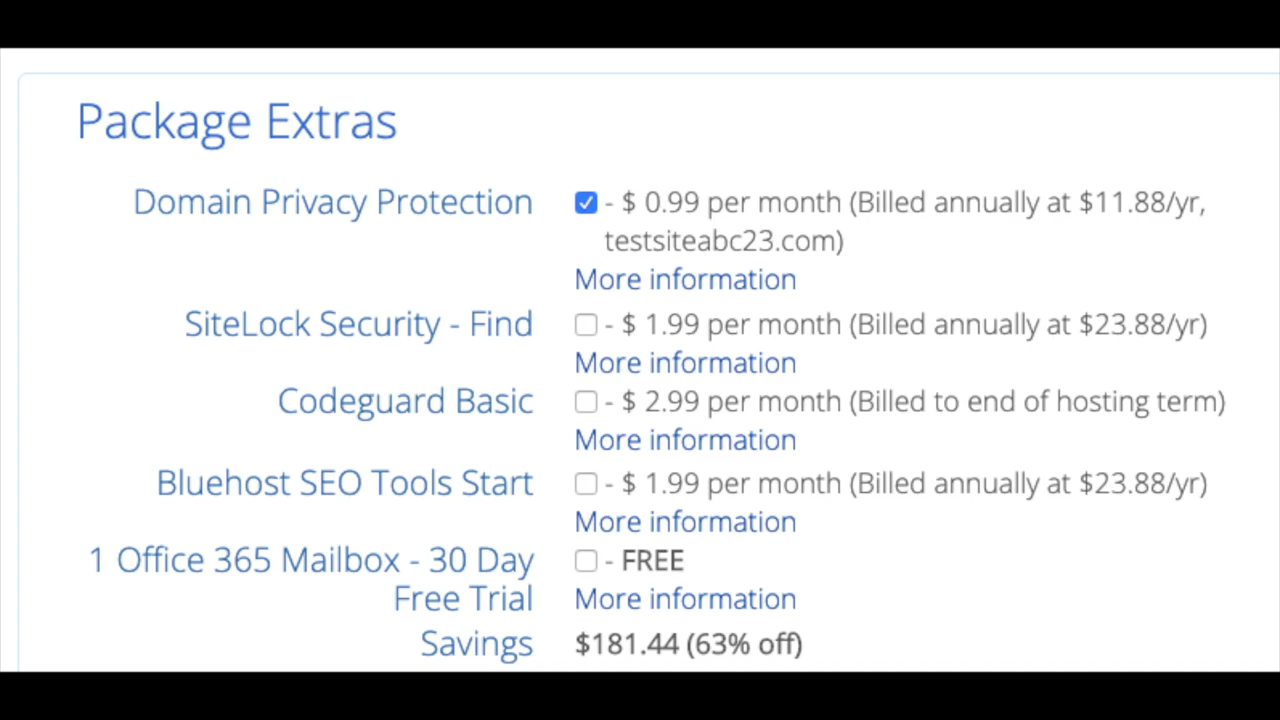 Package Extras
Domain Privacy Protection - $ 0.99 per month (Billed annually at $11.88/yr,
testsiteabc23.com)
More information
SiteLock Security - Find - $ 1.99 per month (Billed annually at $23.88/yr)
More information
Codeguard Basic - $ 2.99 per month (Billed to end of hosting term)
More information
Bluehost SEO Tools Start - $ 1.99 per month (Billed annually at $23.88/yr)
More information
1 Office 365 Mailbox - 30 Day - FREE
Free Trial More information
Savings $181.44 (63% off)